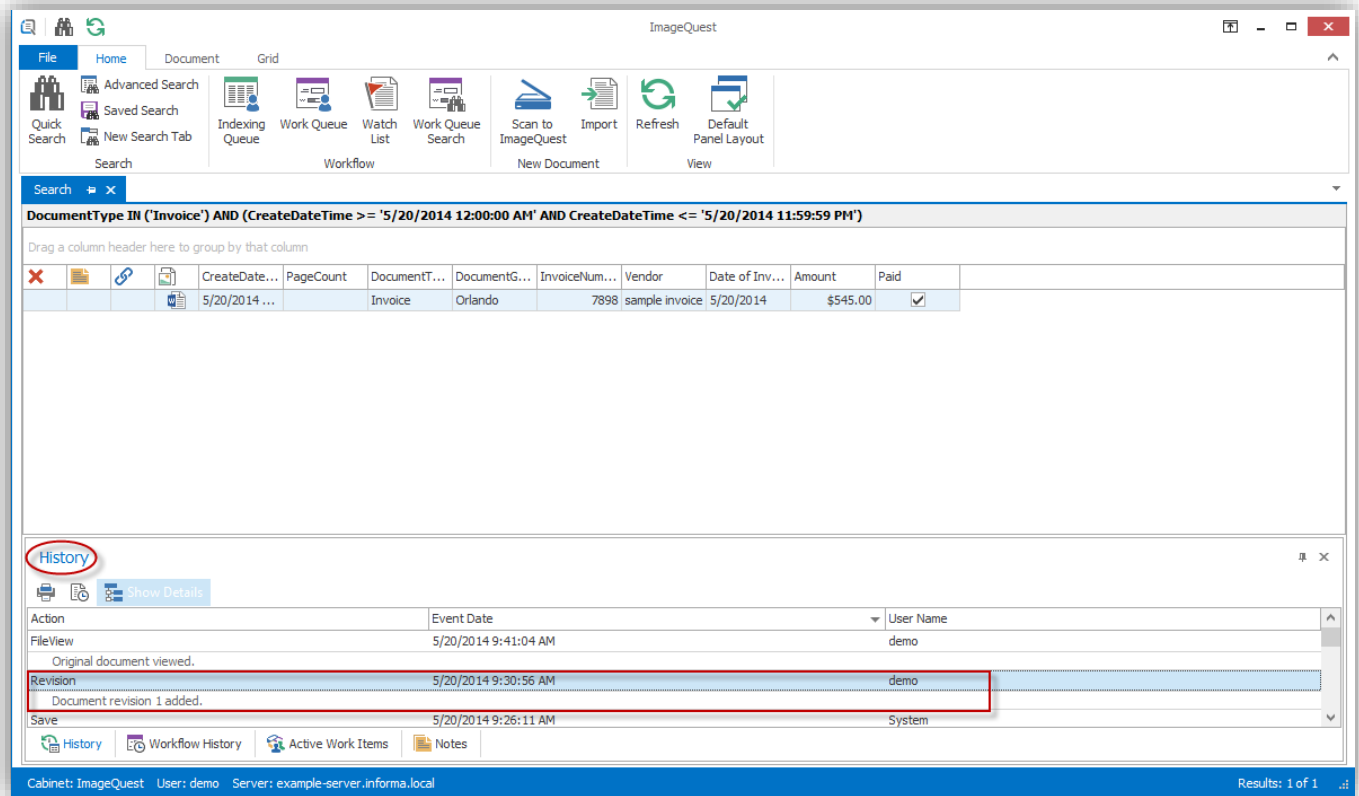 ImageQuest
File Home Document Grid
Quick Search
Advanced Search
Saved Search
New Search Tab
Indexing Queue
Work Queue
Watch List
Work Queue Search
Scan to ImageQuest
Import
Refresh
Default Panel Layout
Search Workflow New Document View
Search
DocumentType IN ('Invoice') AND (CreateDateTime >= '5/20/2014 12:00:00 AM' AND CreateDateTime <= '5/20/2014 11:59:59 PM')
Drag a column header here to group by that column
CreateDate... PageCount DocumentT... DocumentG... InvoiceNum... Vendor Date of Inv... Amount Paid
5/20/2014 ... Invoice Orlando 7898 sample invoice 5/20/2014 $545.00
History
Show Details
Action Event Date User Name
FileView 5/20/2014 9:41:04 AM demo
Original document viewed.
Revision 5/20/2014 9:30:56 AM demo
Document revision 1 added.
Save 5/20/2014 9:26:11 AM System
History Workflow History Active Work Items Notes
Cabinet: ImageQuest User: demo Server: example-server.informa.local Results: 1 of 1